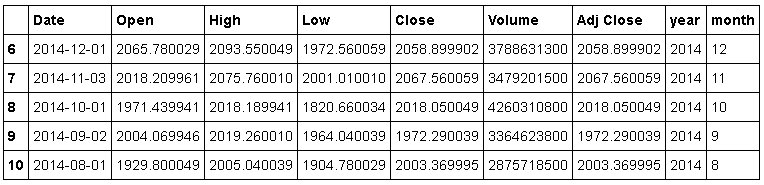 Date Open High Low Close Volume Adj Close year month
6 2014-12-01 2065.780029 2093.550049 1972.560059 2058.899902 3788631300 2058.899902 2014 12
7 2014-11-03 2018.209961 2075.760010 2001.010010 2067.560059 3479201500 2067.560059 2014 11
8 2014-10-01 1971.439941 2018.189941 1820.660034 2018.050049 4260310800 2018.050049 2014 10
9 2014-09-02 2004.069946 2019.260010 1964.040039 1972.290039 3364623800 1972.290039 2014 9
10 2014-08-01 1929.800049 2005.040039 1904.780029 2003.369995 2875718500 2003.369995 2014 8